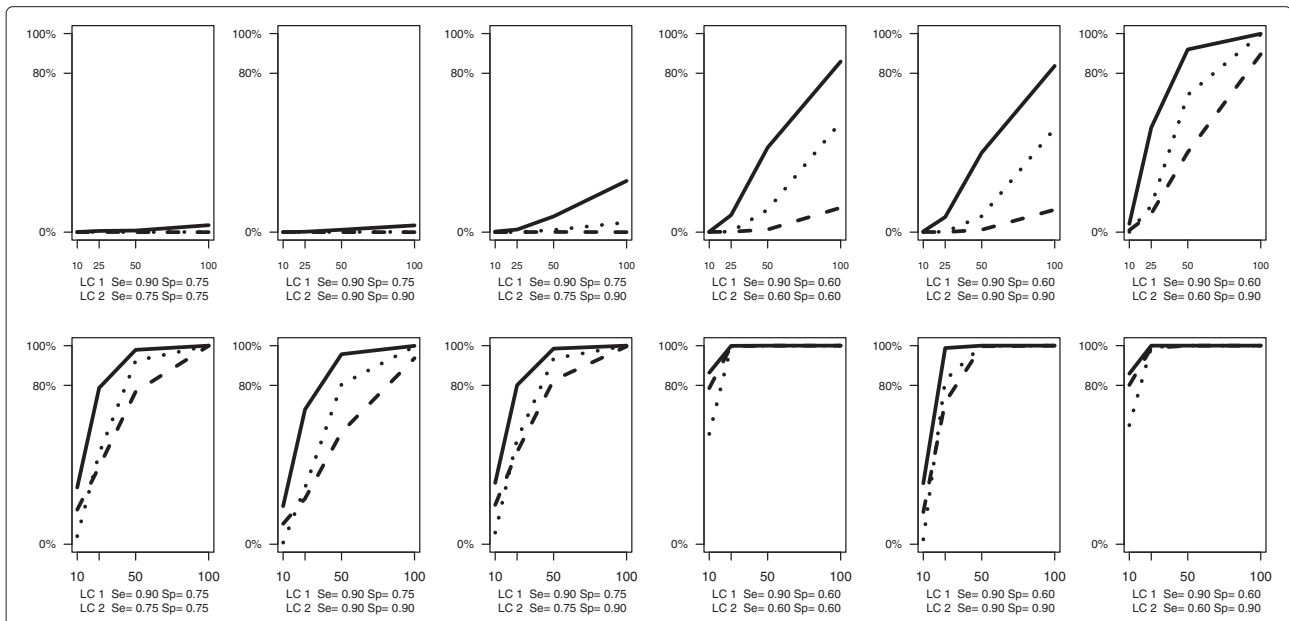 100% 100% 100% 100% 100% 100%
80% 80% 80% 80% 80% 80%
0% 0% 0% 0% 0% 0%
10 25 50 100 10 25 50 100 10 25 50 100 10 25 50 100 10 25 50 100 10 25 50 100
LC 1 Se= 0.90 Sp= 0.75 LC 1 Se= 0.90 Sp= 0.75 LC 1 Se= 0.90 Sp= 0.75 LC 1 Se= 0.90 Sp= 0.60 LC 1 Se= 0.90 Sp= 0.60 LC 1 Se= 0.90 Sp= 0.60
LC 2 Se= 0.75 Sp= 0.75 LC 2 Se= 0.90 Sp= 0.90 LC 2 Se= 0.75 Sp= 0.90 LC 2 Se= 0.60 Sp= 0.60 LC 2 Se= 0.90 Sp= 0.90 LC 2 Se= 0.60 Sp= 0.90
100% 100% 100% 100% 100% 100%
80% 80% 80% 80% 80% 80%
0% 0% 0% 0% 0% 0%
10 25 50 100 10 25 50 100 10 25 50 100 10 25 50 100 10 25 50 100 10 25 50 100
LC 1 Se= 0.90 Sp= 0.75 LC 1 Se= 0.90 Sp= 0.75 LC 1 Se= 0.90 Sp= 0.75 LC 1 Se= 0.90 Sp= 0.60 LC 1 Se= 0.90 Sp= 0.60 LC 1 Se= 0.90 Sp= 0.60
LC 2 Se= 0.75 Sp= 0.75 LC 2 Se= 0.90 Sp= 0.90 LC 2 Se= 0.75 Sp= 0.90 LC 2 Se= 0.60 Sp= 0.60 LC 2 Se= 0.90 Sp= 0.90 LC 2 Se= 0.60 Sp= 0.90